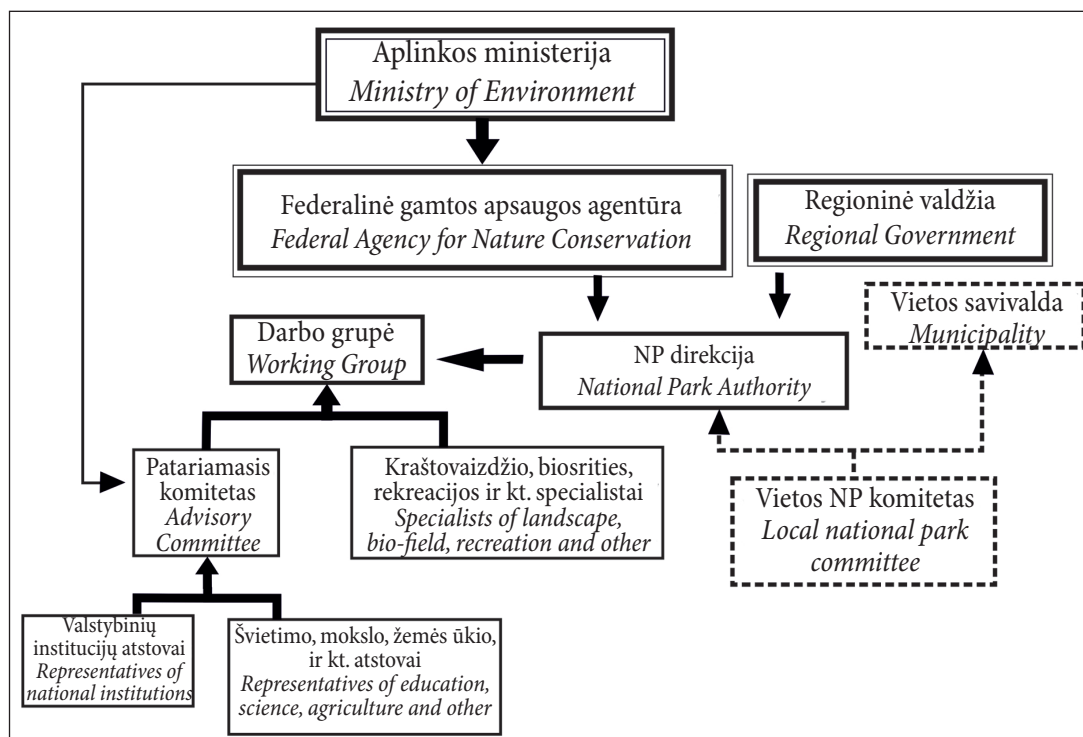 Aplinkos ministerija
Ministry of Environment
Federalinė gamtos apsaugos agentūra
Federal Agency for Nature Conservation
Regioninė valdžia
Regional Government
Vietos savivalda
Municipality
Darbo grupė
Working Group
NP direkcija
National Park Authority
Patariamasis
komitetas
Advisory
Committee
Kraštovaizdžio, biosrities,
rekreacijos ir kt. specialistai
Specialists of landscape,
bio-field, recreation and other
Vietos NP komitetas
Local national park
committee
Valstybinių
institucijų atstovai
Representatives of
national institutions
Švietimo, mokslo, žemės ūkio,
ir kt. atstovai
Representatives of education,
science, agriculture and other